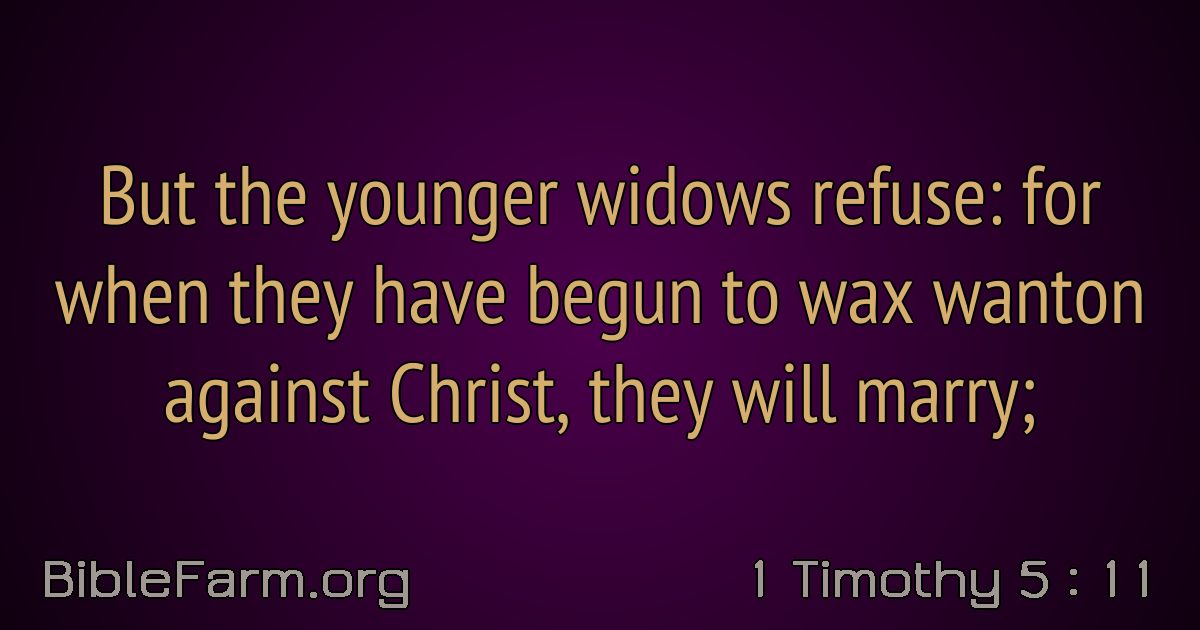 But the younger widows refuse: for
when they have begun to wax wanton
against Christ, they will marry;
BibleFarm.org
1 Timothy 5 : 11